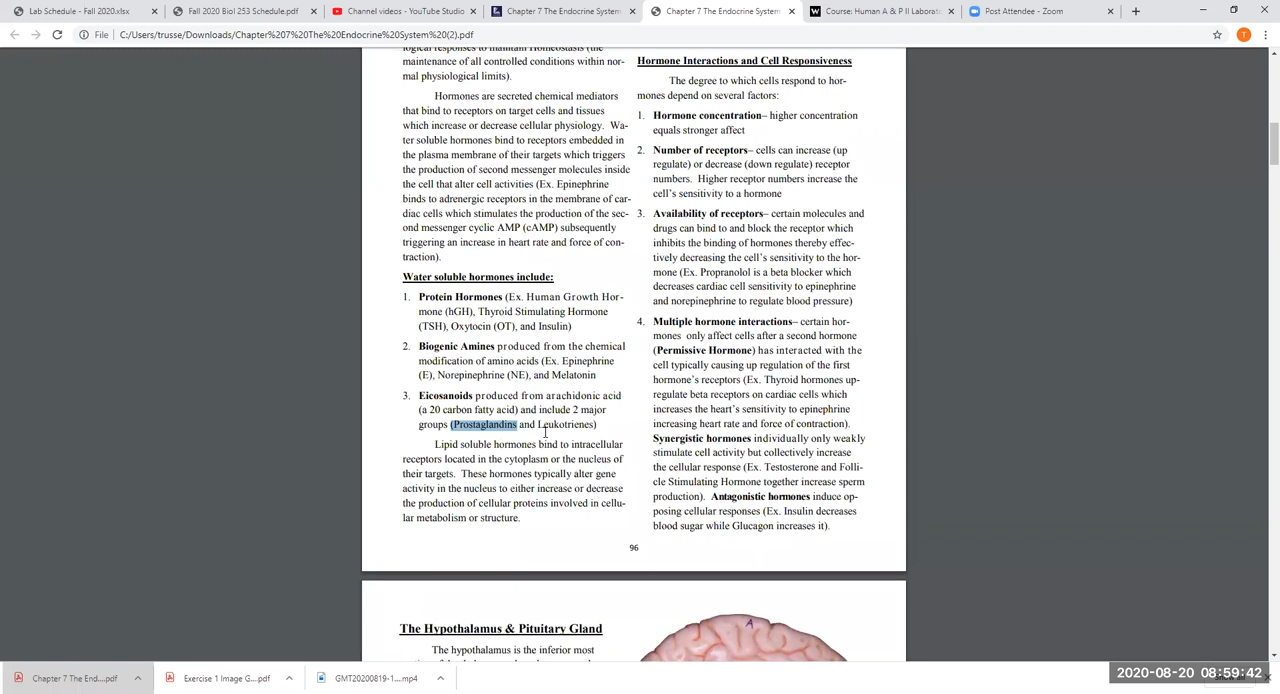 Lab Schedule - Fall 2020.xlsx
Fall 2020 Biol 253 Schedule.pdf
Channel videos - YouTube Studio
Chapter 7 The Endocrine System
Chapter 7 The Endocrine System
Course: Human A & P II Laborat
Post Attendee - Zoom
File
C:/Users/trusse/Downloads/Chapter%207%20The%20Endocrine%20System%20(2).pdf
T
logical responses to maintain Homeostasis (the
maintenance of all controlled conditions within nor-
mal physiological limits).
Hormones are secreted chemical mediators
that bind to receptors on target cells and tissues
which increase or decrease cellular physiology. Wa-
ter soluble hormones bind to receptors embedded in
the plasma membrane of their targets which triggers
the production of second messenger molecules inside
the cell that alter cell activities (Ex. Epinephrine
binds to adrenergic receptors in the membrane of car-
diac cells which stimulates the production of the sec-
ond messenger cyclic AMP (cAMP) subsequently
triggering an increase in heart rate and force of con-
traction).
Water soluble hormones include:
1. Protein Hormones (Ex. Human Growth Hor-
mone (hGH), Thyroid Stimulating Hormone
(TSH), Oxytocin (OT), and Insulin)
2. Biogenic Amines produced from the chemical
modification of amino acids (Ex. Epinephrine
(E), Norepinephrine (NE), and Melatonin
3. Eicosanoids produced from arachidonic acid
(a 20 carbon fatty acid) and include 2 major
groups (Prostaglandins and Leukotrienes)
Lipid soluble hormones bind to intracellular
receptors located in the cytoplasm or the nucleus of
their targets. These hormones typically alter gene
activity in the nucleus to either increase or decrease
the production of cellular proteins involved in cellu-
lar metabolism or structure.
Hormone Interactions and Cell Responsiveness
The degree to which cells respond to hor-
mones depend on several factors:
1. Hormone concentration– higher concentration
equals stronger affect
2. Number of receptors– cells can increase (up
regulate) or decrease (down regulate) receptor
numbers. Higher receptor numbers increase the
cell's sensitivity to a hormone
3. Availability of receptors– certain molecules and
drugs can bind to and block the receptor which
inhibits the binding of hormones thereby effec-
tively decreasing the cell's sensitivity to the hor-
mone (Ex. Propranolol is a beta blocker which
decreases cardiac cell sensitivity to epinephrine
and norepinephrine to regulate blood pressure)
4. Multiple hormone interactions– certain hor-
mones only affect cells after a second hormone
(Permissive Hormone) has interacted with the
cell typically causing up regulation of the first
hormone's receptors (Ex. Thyroid hormones up-
regulate beta receptors on cardiac cells which
increases the heart's sensitivity to epinephrine
increasing heart rate and force of contraction).
Synergistic hormones individually only weakly
stimulate cell activity but collectively increase
the cellular response (Ex. Testosterone and Folli-
cle Stimulating Hormone together increase sperm
production). Antagonistic hormones induce op-
posing cellular responses (Ex. Insulin decreases
blood sugar while Glucagon increases it).
96
The Hypothalamus & Pituitary Gland
The hypothalamus is the inferior most
A
Chapter 7 The End....pdf
Exercise 1 Image G...pdf
GMT20200819-1....mp4
2020-08-20 08:59:42